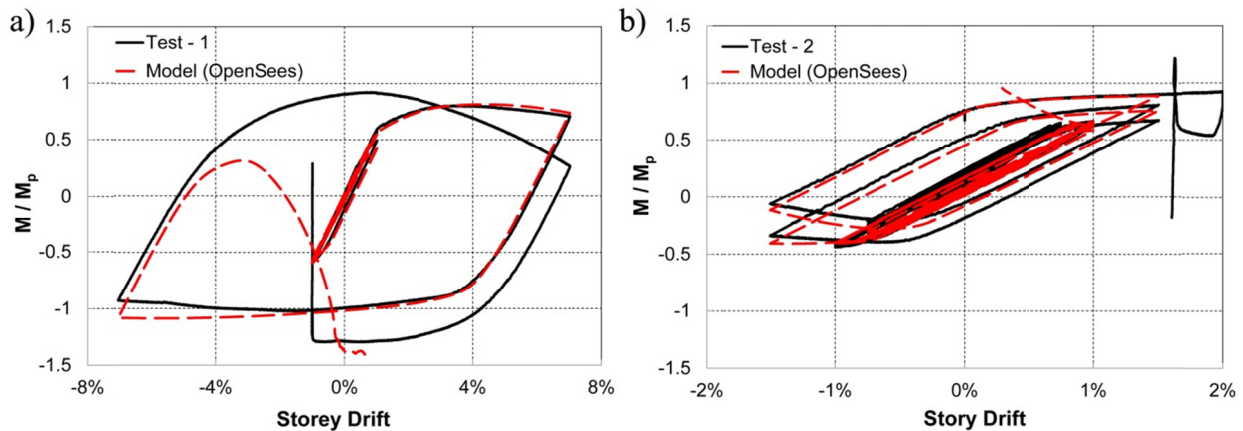 a)
1.5
1
0.5
0
-0.5
-1
-1.5
M / Mp
Test - 1
Model (OpenSees)
-8%
-4%
0%
4%
8%
Storey Drift
b)
1.5
1
0.5
0
-0.5
-1
-1.5
M / Mp
Test - 2
Model (OpenSees)
-2%
-1%
0%
1%
2%
Story Drift